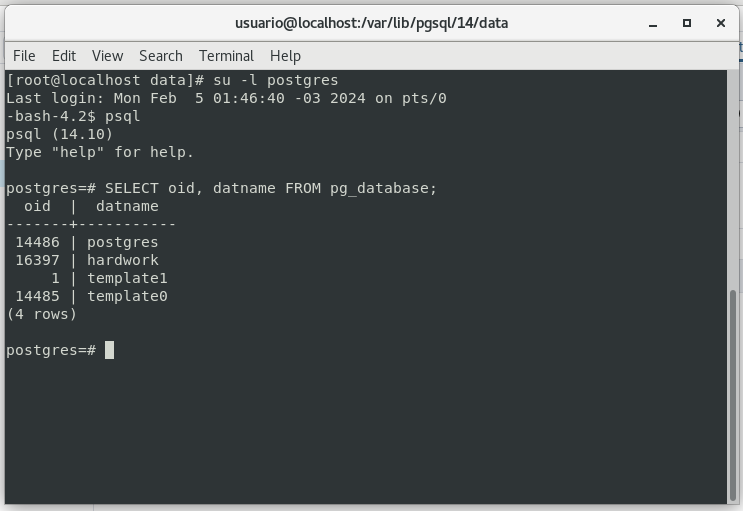 usuario@localhost:/var/lib/pgsql/14/data
File Edit View Search Terminal Help
[root@localhost data]# su -l postgres
Last login: Mon Feb  5 01:46:40 -03 2024 on pts/0
-bash-4.2$ psql
psql (14.10)
Type "help" for help.
postgres=# SELECT oid, datname FROM pg_database;
  oid  |  datname
-------+-----------
 14486 | postgres
 16397 | hardwork
     1 | template1
 14485 | template0
(4 rows)
postgres=#